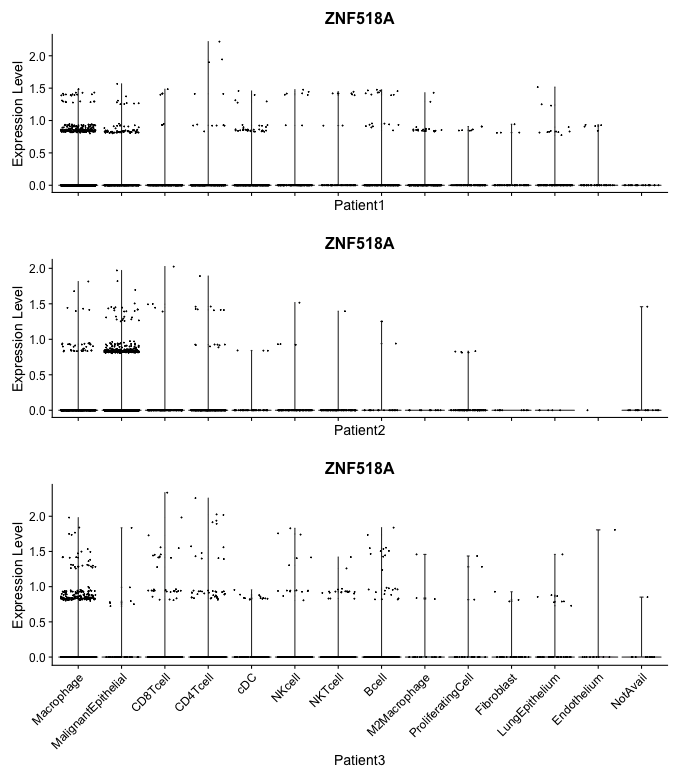 ZNF518A
Expression Level
2.0
1.5
1.0
0.5
0.0
Patient1
ZNF518A
Expression Level
2.0
1.5
1.0
0.5
0.0
Patient2
ZNF518A
Expression Level
2.0
1.5
1.0
0.5
0.0
Macrophage
MalignantEpithelial
CD8Tcell
CD4Tcell
cDC
NKcell
NKTcell
Bcell
M2Macrophage
ProliferatingCell
Fibroblast
LungEpithelium
Endothelium
NotAvail
Patient3